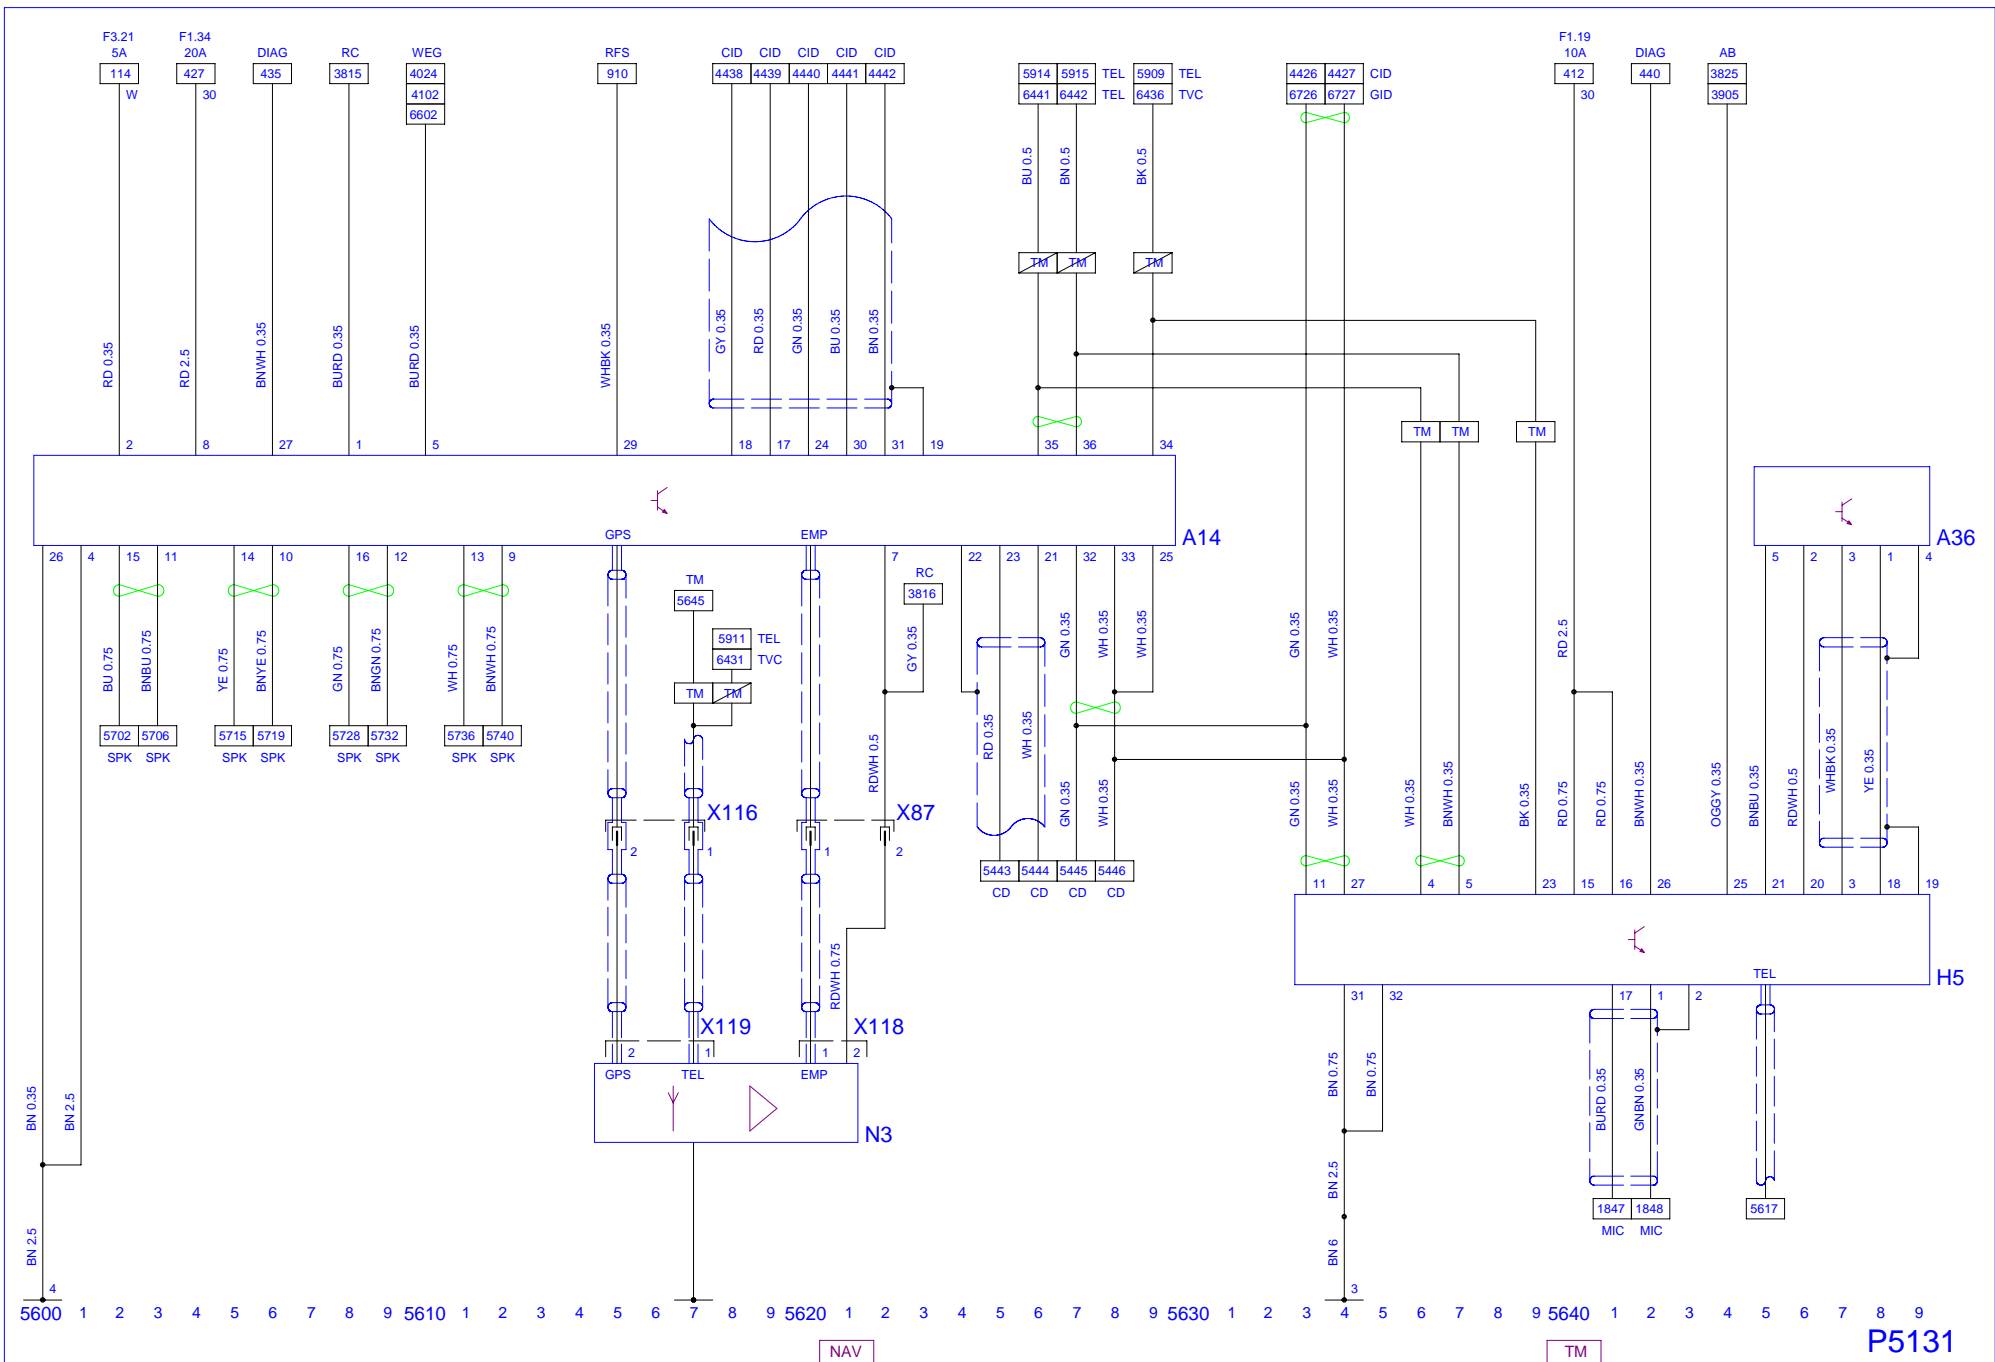 F3.21 F1.34 F1.19
5A 20A DIAG RC WEG RFS CID CID CID CID CID 10A DIAG AB
114 427 435 3815 4024 910 4438 4439 4440 4441 4442 5914 5915 TEL 5909 TEL 4426 4427 CID 412 440 3825
W 30 4102 6441 6442 TEL 6436 TVC 6726 6727 GID 30 3905
6602
BU 0.5 BN 0.5 BK 0.5
TM TM TM
RD 0.35 RD 2.5 BNWH 0.35 BURD 0.35 BURD 0.35 WHBK 0.35 GY 0.35 RD 0.35 GN 0.35 BU 0.35 BN 0.35
TM TM TM
2 8 27 1 5 29 18 17 24 30 31 19 35 36 34
GPS EMP A14 A36
26 4 15 11 14 10 16 12 13 9 7 22 23 21 32 33 25 5 2 3 1 4
TM RC
5645 3816
5911 TEL
6431 TVC
TM TM
BU 0.75 BNBU 0.75 YE 0.75 BNYE 0.75 GN 0.75 BNGN 0.75 WH 0.75 BNWH 0.75 GY 0.35 GN 0.35 WH 0.35 WH 0.35 GN 0.35 WH 0.35 RD 2.5
5702 5706 5715 5719 5728 5732 5736 5740
SPK SPK SPK SPK SPK SPK SPK SPK
RDWH 0.5 RD 0.35 WH 0.35 WHBK 0.35 YE 0.35
GN 0.35 WH 0.35 GN 0.35 WH 0.35 WH 0.35 BNWH 0.35 BK 0.35 RD 0.75 RD 0.75 BNWH 0.35 OGGY 0.35 BNBU 0.35 RDWH 0.5
X116 X87
2 1 1 2
5443 5444 5445 5446
CD CD CD CD
11 27 4 5 23 15 16 26 25 21 20 3 18 19
RDWH 0.75
TEL H5
31 32 17 1 2
X119 X118
2 1 1 2
GPS TEL EMP
N3
BN 0.35 BN 2.5 BN 0.75 BN 0.75 BURD 0.35 GNBN 0.35
BN 2.5 BN 2.5
1847 1848 5617
MIC MIC
BN 6
4 3
5600 1 2 3 4 5 6 7 8 9 5610 1 2 3 4 5 6 7 8 9 5620 1 2 3 4 5 6 7 8 9 5630 1 2 3 4 5 6 7 8 9 5640 1 2 3 4 5 6 7 8 9
NAV TM P5131